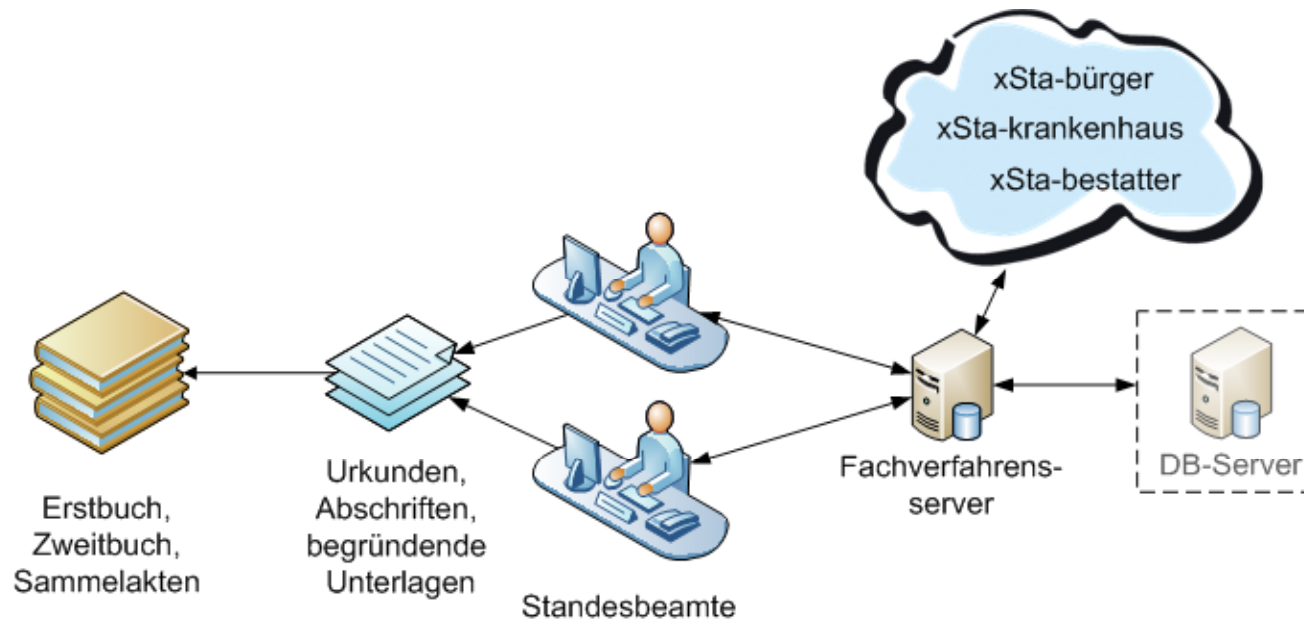 xSta-bürger
xSta-krankenhaus
xSta-bestatter
Erstbuch,
Zweitbuch,
Sammelakten
Urkunden,
Abschriften,
begründende
Unterlagen
Standesbeamte
Fachverfahrens-
server
DB-Server